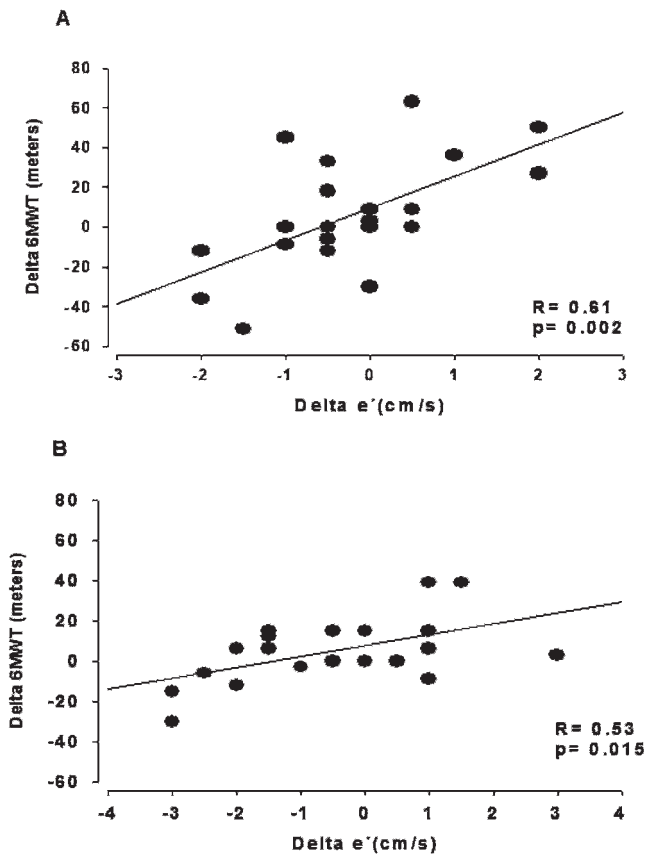 A
80
60
40
20
0
-20
-40
-60
Delta 6MWT (meters)
R= 0.61
p= 0.002
-3 -2 -1 0 1 2 3
Delta e´(cm/s)
B
80
60
40
20
0
-20
-40
-60
Delta 6MWT (meters)
R= 0.53
p= 0.015
-4 -3 -2 -1 0 1 2 3 4
Delta e´(cm/s)